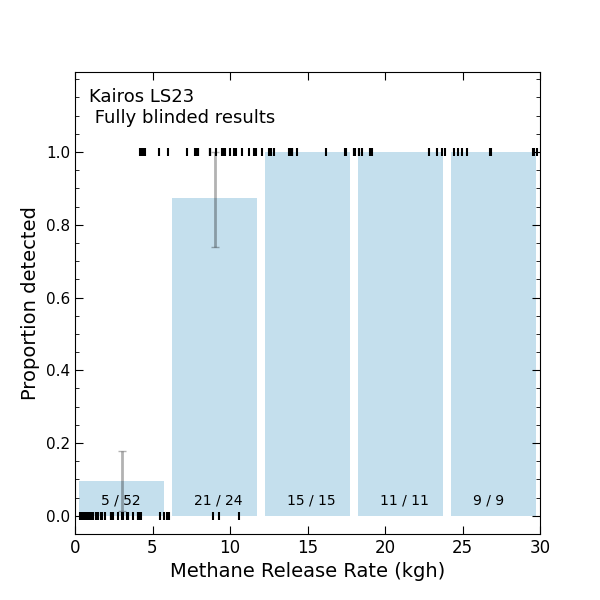 Kairos LS23
Fully blinded results
Proportion detected
1.0
0.8
0.6
0.4
0.2
0.0
5 / 52
21 / 24
15 / 15
11 / 11
9 / 9
0
5
10
15
20
25
30
Methane Release Rate (kgh)